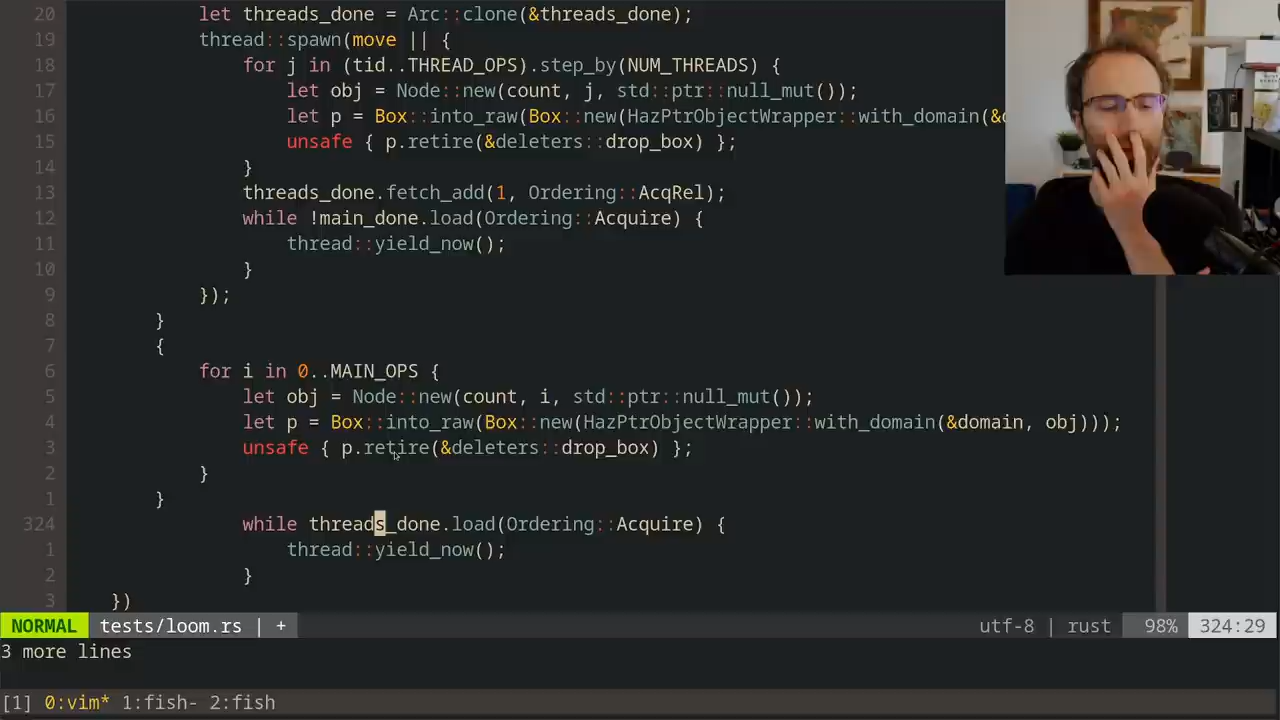 20 let threads_done = Arc::clone(&threads_done);
19 thread::spawn(move || {
18 for j in (tid..THREAD_OPS).step_by(NUM_THREADS) {
17 let obj = Node::new(count, j, std::ptr::null_mut());
16 let p = Box::into_raw(Box::new(HazPtrObjectWrapper::with_domain(&d
15 unsafe { p.retire(&deleters::drop_box) };
14 }
13 threads_done.fetch_add(1, Ordering::AcqRel);
12 while !main_done.load(Ordering::Acquire) {
11 thread::yield_now();
10 }
9 });
8 }
7 {
6 for i in 0..MAIN_OPS {
5 let obj = Node::new(count, i, std::ptr::null_mut());
4 let p = Box::into_raw(Box::new(HazPtrObjectWrapper::with_domain(&domain, obj)));
3 unsafe { p.retire(&deleters::drop_box) };
2 }
1 }
324 while threads_done.load(Ordering::Acquire) {
1 thread::yield_now();
2 }
3 })
NORMAL tests/loom.rs | + utf-8 | rust 98% 324:29
3 more lines
[1] 0:vim* 1:fish- 2:fish